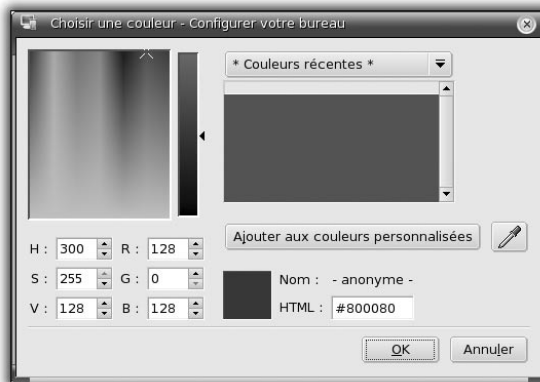 Choisir une couleur - Configurer votre bureau
* Couleurs récentes *
H : 300 R : 128
S : 255 G : 0
V : 128 B : 128
Ajouter aux couleurs personnalisées
Nom : - anonyme -
HTML : #800080
OK Annuler